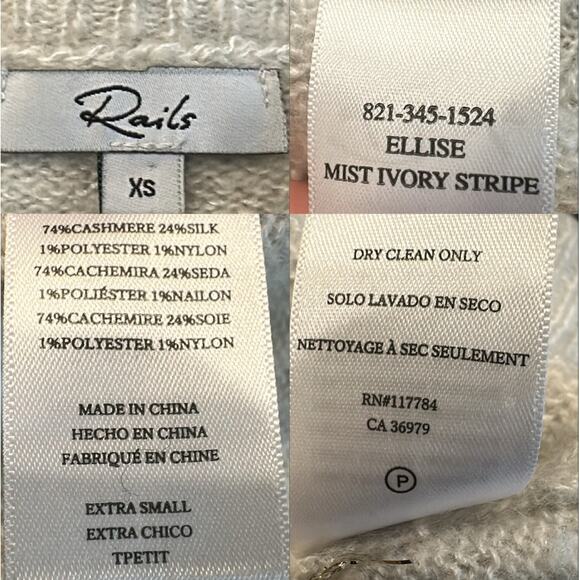 Rails
XS
821-345-1524
ELLISE
MIST IVORY STRIPE
74%CASHMERE 24%SILK
1%POLYESTER 1%NYLON
74%CACHEMIRA 24%SEDA
1%POLIÉSTER 1%NAILON
74%CACHEMIRE 24%SOIE
1%POLYESTER 1%NYLON
MADE IN CHINA
HECHO EN CHINA
FABRIQUÉ EN CHINE
EXTRA SMALL
EXTRA CHICO
TPETIT
DRY CLEAN ONLY
SOLO LAVADO EN SECO
NETTOYAGE À SEC SEULEMENT
RN#117784
CA 36979
P